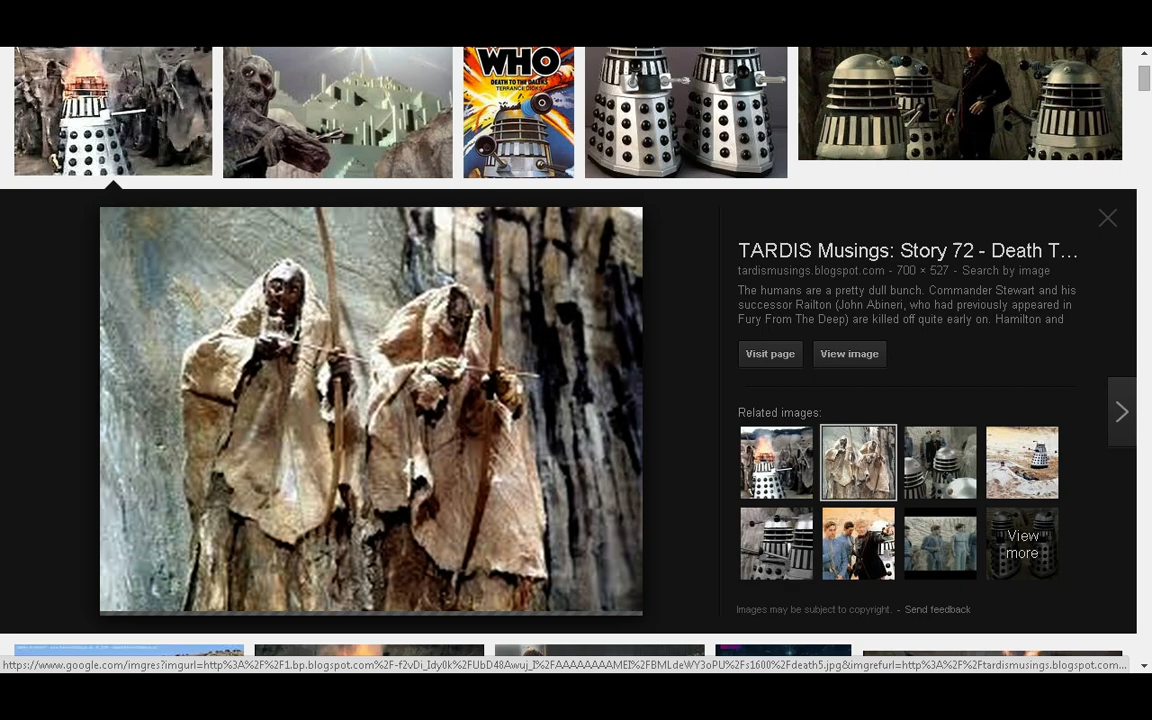 WHO
DEATH TO THE DALEKS
TERRANCE DICKS
TARDIS Musings: Story 72 - Death T...
tardismusings.blogspot.com - 700 × 527 - Search by image
The humans are a pretty dull bunch. Commander Stewart and his
successor Railton (John Abineri, who had previously appeared in
Fury From The Deep) are killed off quite early on. Hamilton and
Visit page
View image
Related images:
View
more
Images may be subject to copyright. - Send feedback
https://www.google.com/imgres?imgurl=http%3A%2F%2F1.bp.blogspot.com%2F-f2vDi_Idy0k%2FUbD48Awuj_I%2FAAAAAAAAMEI%2FBMLdeWY3oPU%2Fs1600%2Fdeath5.jpg&imgrefurl=http%3A%2F%2Ftardismusings.blogspot.com...